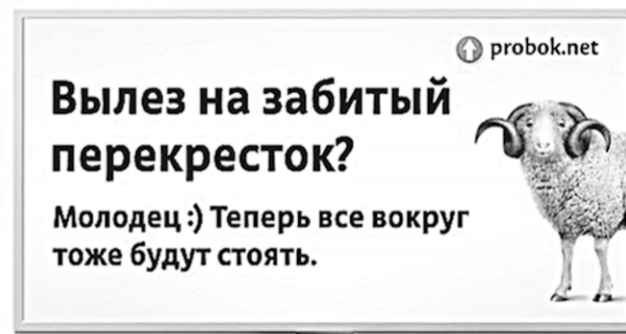 probok.net
Вылез на забитый
перекресток?
Молодец :) Теперь все вокруг
тоже будут стоять.